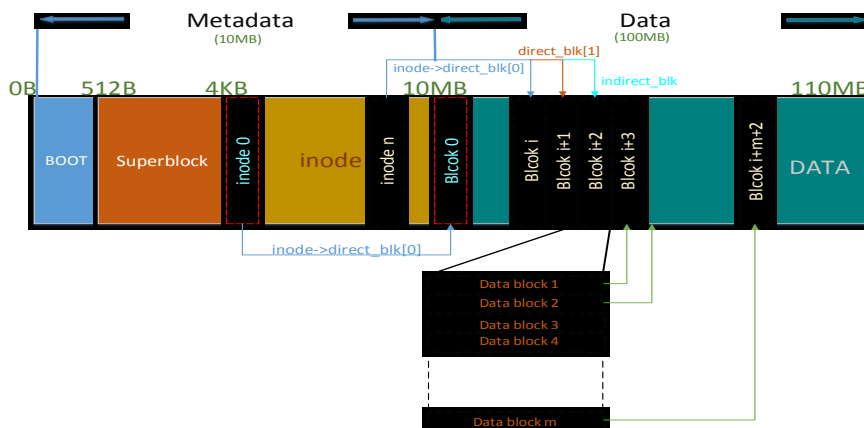 Metadata
(10MB)
Data
(100MB)
direct_blk[1]
inode->direct_blk[0]
indirect_blk
0B
512B
4KB
10MB
110MB
BOOT
Superblock
inode 0
inode
inode n
Blcok 0
Blcok i
Blcok i+1
Blcok i+2
Blcok i+3
Blcok i+m+2
DATA
inode->direct_blk[0]
Data block 1
Data block 2
Data block 3
Data block 4
Data block m